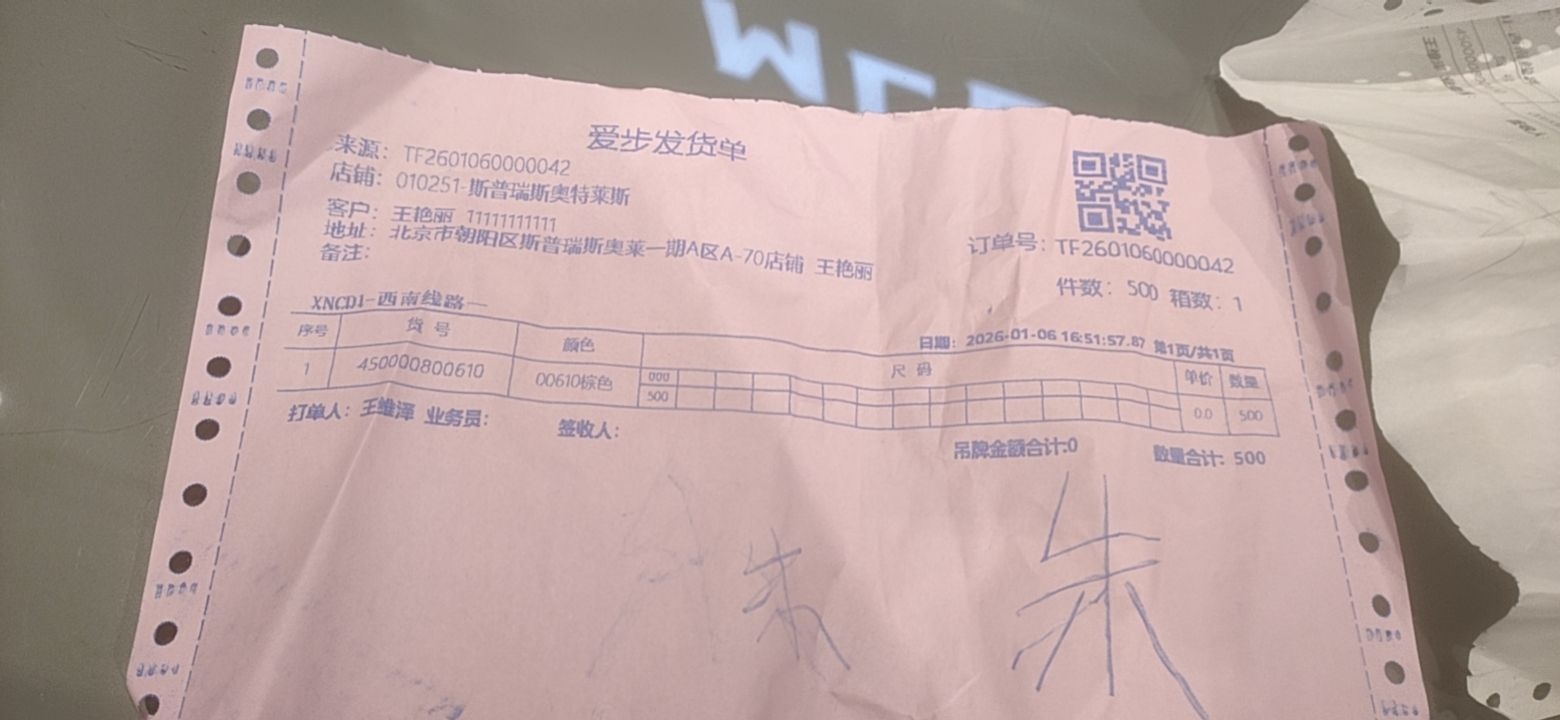 爱步发货单
来源: TF2601060000042
店铺: 010251-斯普瑞斯奥特莱斯
客户: 王艳丽 11111111111
地址: 北京市朝阳区斯普瑞斯奥莱一期A区A-70店铺 王艳丽
备注:
订单号: TF2601060000042
件数: 500 箱数: 1
XNCD1-西南线路一
日期: 2026-01-06 16:51:57.87 第1页/共1页
序号 货号 颜色 尺码 单价 数量
000
1 450000800610 00610棕色 500 0.0 500
打单人: 王维泽 业务员: 签收人:
吊牌金额合计:0 数量合计: 500
朱 朱